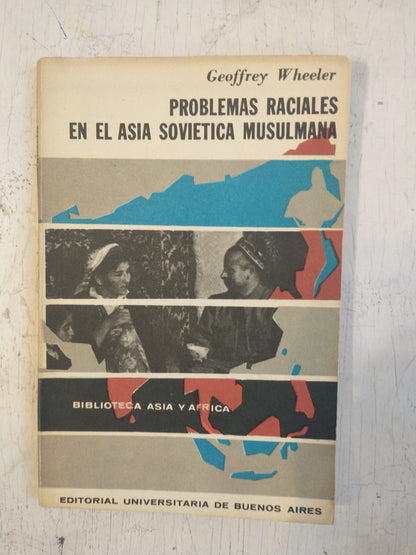 Geoffrey Wheeler
PROBLEMAS RACIALES
EN EL ASIA SOVIETICA MUSULMANA
BIBLIOTECA ASIA Y AFRICA
EDITORIAL UNIVERSITARIA DE BUENOS AIRES